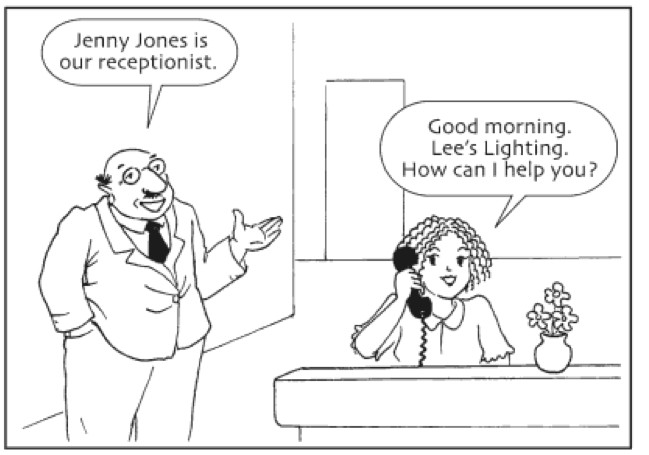 Jenny Jones is
our receptionist.
Good morning.
Lee's Lighting.
How can I help you?